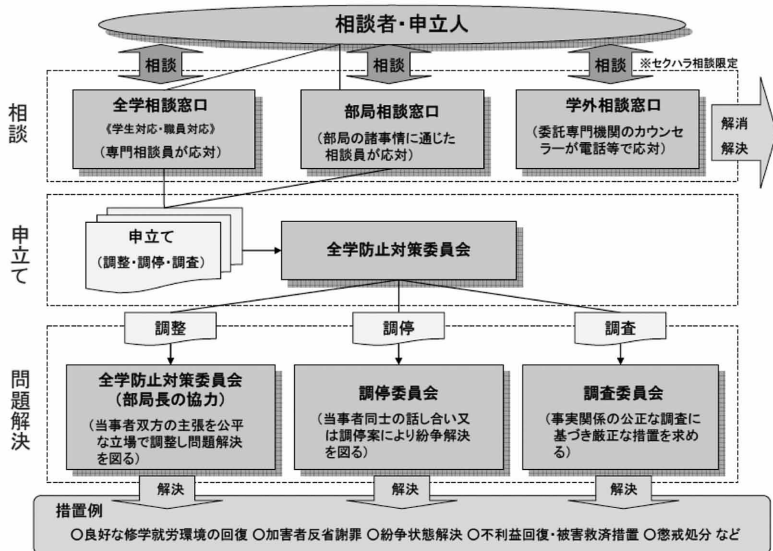 相談者・申立人
相談
相談
相談
※セクハラ相談限定
相談
全学相談窓口
《学生対応・職員対応》
(専門相談員が応対)
部局相談窓口
(部局の諸事情に通じた
相談員が応対)
学外相談窓口
(委託専門機関のカウンセ
ラーが電話等で応対)
解消
解決
申立て
申立て
(調整・調停・調査)
全学防止対策委員会
調整
調停
調査
問題解決
全学防止対策委員会
(部局長の協力)
(当事者双方の主張を公平
な立場で調整し問題解決
を図る)
調停委員会
(当事者同士の話し合い又
は調停案により紛争解決
を図る)
調査委員会
(事実関係の公正な調査に
基づき厳正な措置を求め
る)
解決
解決
解決
措置例
○良好な修学就労環境の回復 ○加害者反省謝罪 ○紛争状態解決 ○不利益回復・被害救済措置 ○懲戒処分 など